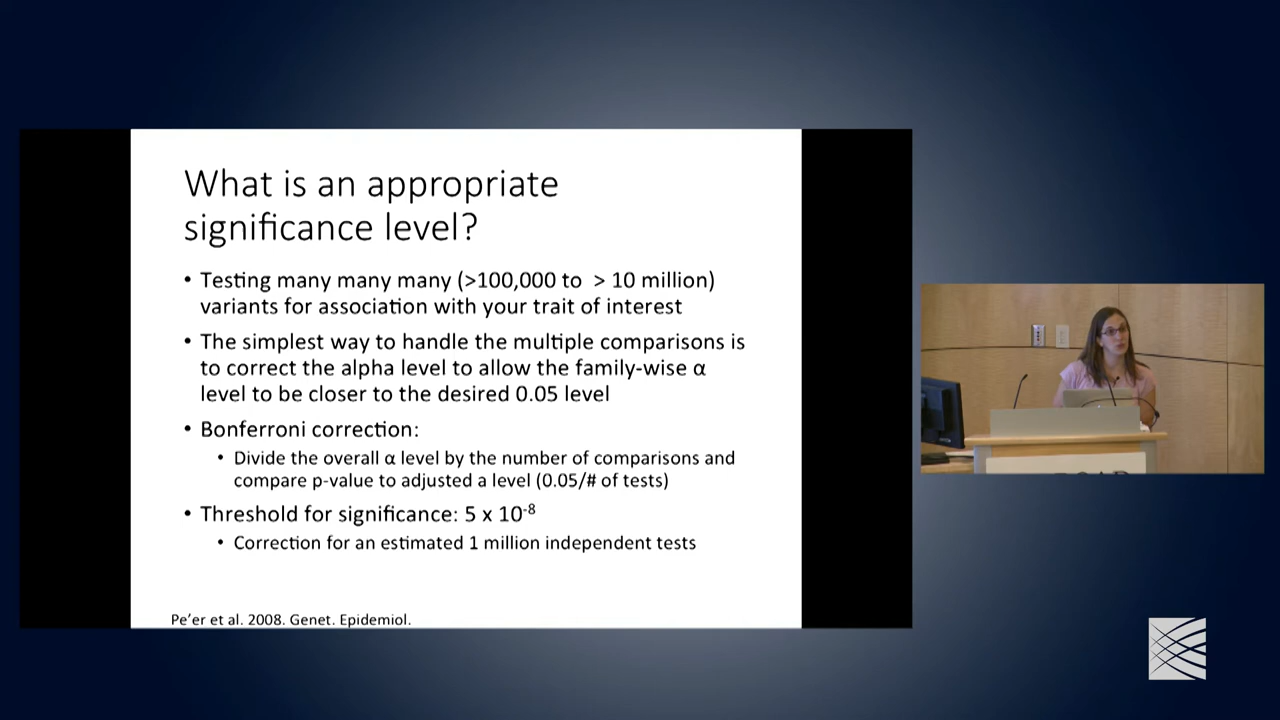 What is an appropriate
significance level?
• Testing many many many (>100,000 to > 10 million)
variants for association with your trait of interest
• The simplest way to handle the multiple comparisons is
to correct the alpha level to allow the family-wise α
level to be closer to the desired 0.05 level
• Bonferroni correction:
• Divide the overall α level by the number of comparisons and
compare p-value to adjusted a level (0.05/# of tests)
• Threshold for significance: 5 x 10⁻⁸
• Correction for an estimated 1 million independent tests
Pe’er et al. 2008. Genet. Epidemiol.